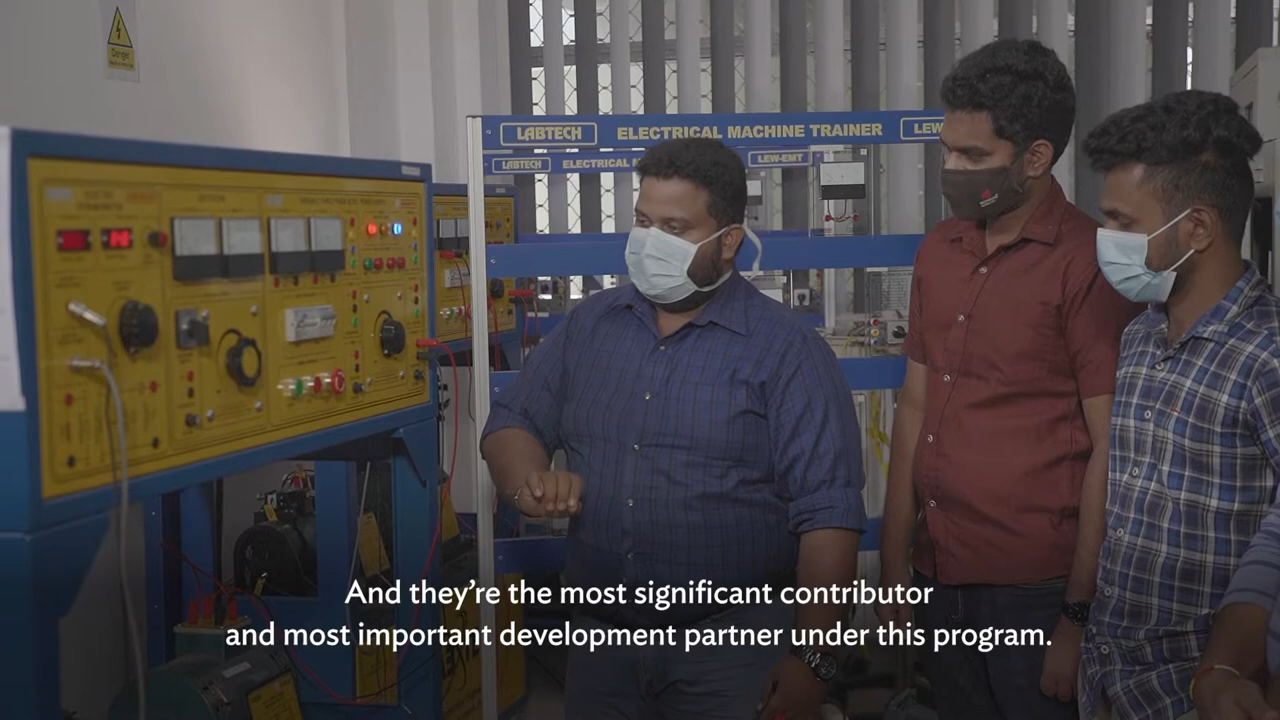 Danger
LABTECH ELECTRICAL MACHINE TRAINER LEW
LABTECH ELECTRICAL M LEW-EMT
And they're the most significant contributor
and most important development partner under this program.